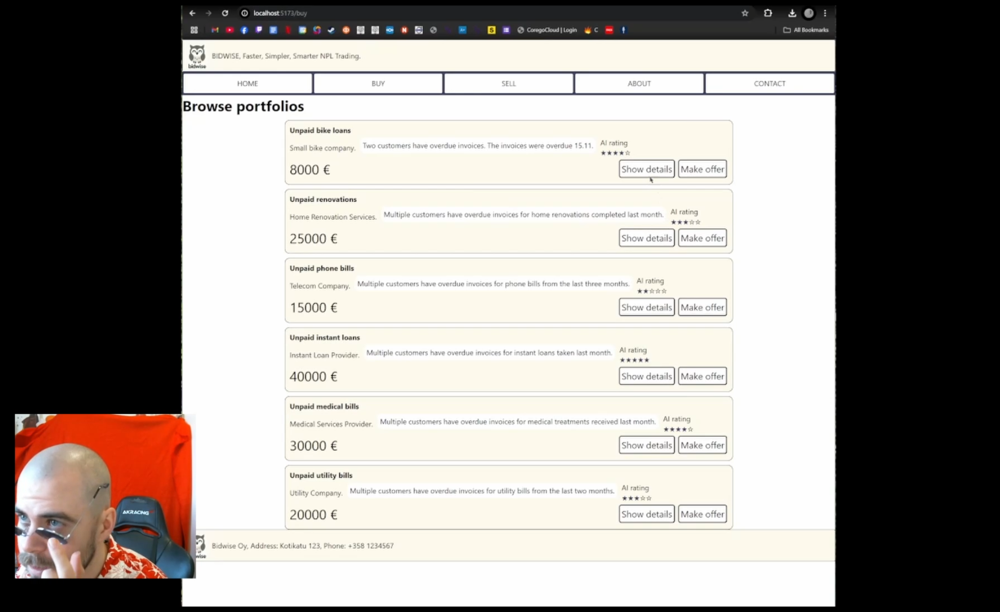 localhost:5173/buy
CoregoCloud | Login
C
All Bookmarks
bidwise
BIDWISE, Faster, Simpler, Smarter NPL Trading.
HOME
BUY
SELL
ABOUT
CONTACT
Browse portfolios
Unpaid bike loans
Small bike company.
Two customers have overdue invoices. The invoices were overdue 15.11.
AI rating
★★★★☆
8000 €
Show details
Make offer
Unpaid renovations
Home Renovation Services.
Multiple customers have overdue invoices for home renovations completed last month.
AI rating
★★★☆☆
25000 €
Show details
Make offer
Unpaid phone bills
Telecom Company.
Multiple customers have overdue invoices for phone bills from the last three months.
AI rating
★★☆☆☆
15000 €
Show details
Make offer
Unpaid instant loans
Instant Loan Provider.
Multiple customers have overdue invoices for instant loans taken last month.
AI rating
★★★★★
40000 €
Show details
Make offer
Unpaid medical bills
Medical Services Provider.
Multiple customers have overdue invoices for medical treatments received last month.
AI rating
★★★★☆
30000 €
Show details
Make offer
Unpaid utility bills
Utility Company.
Multiple customers have overdue invoices for utility bills from the last two months.
AI rating
★★★☆☆
20000 €
Show details
Make offer
AKRACING
wise
Bidwise Oy, Address: Kotikatu 123, Phone: +358 1234567